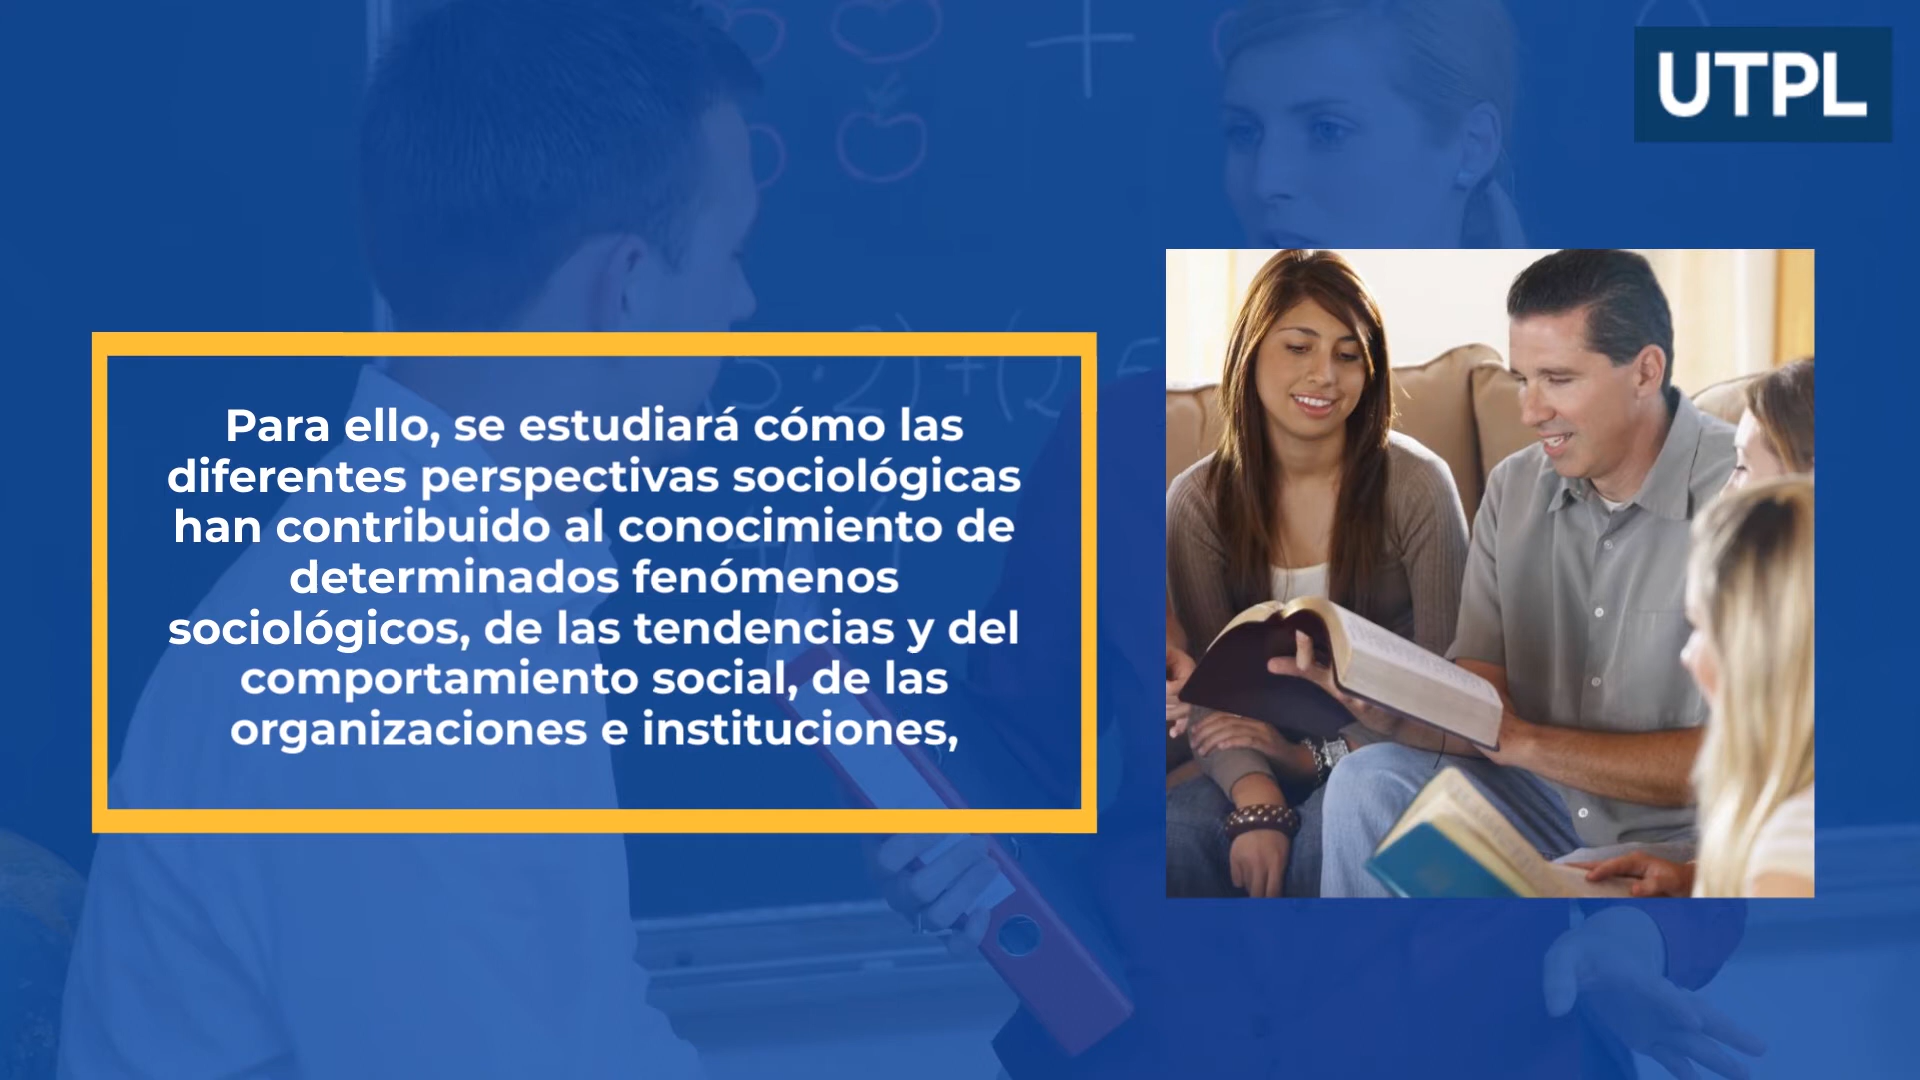 UTPL
Para ello, se estudiará cómo las
diferentes perspectivas sociológicas
han contribuido al conocimiento de
determinados fenómenos
sociológicos, de las tendencias y del
comportamiento social, de las
organizaciones e instituciones,